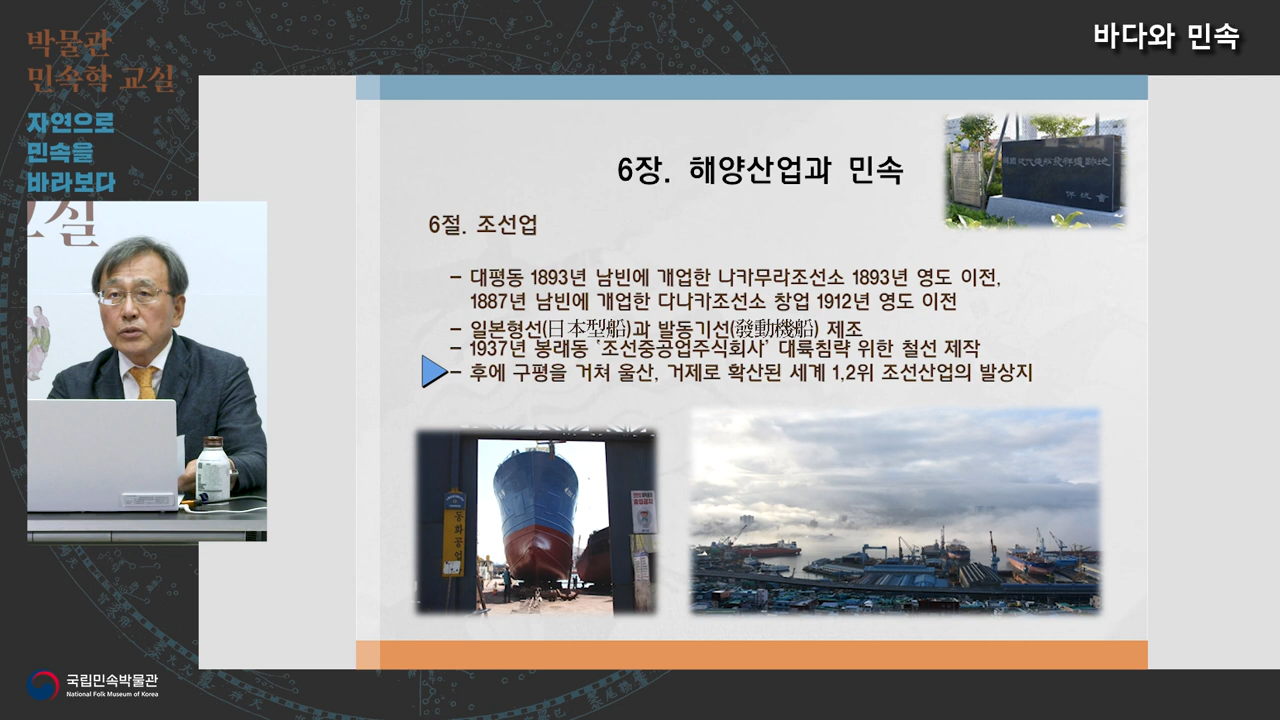 바다와 민속
박물관
민속학 교실
자연으로
민속을
바라보다
교실
6장. 해양산업과 민속
6절. 조선업
– 대평동 1893년 남빈에 개업한 나카무라조선소 1893년 영도 이전,
1887년 남빈에 개업한 다나카조선소 창업 1912년 영도 이전
– 일본형선(日本型船)과 발동기선(發動機船) 제조
– 1937년 봉래동 '조선중공업주식회사' 대륙침략 위한 철선 제작
– 후에 구평을 거쳐 울산, 거제로 확산된 세계 1,2위 조선산업의 발상지
동화공업
국립민속박물관
National Folk Museum of Korea